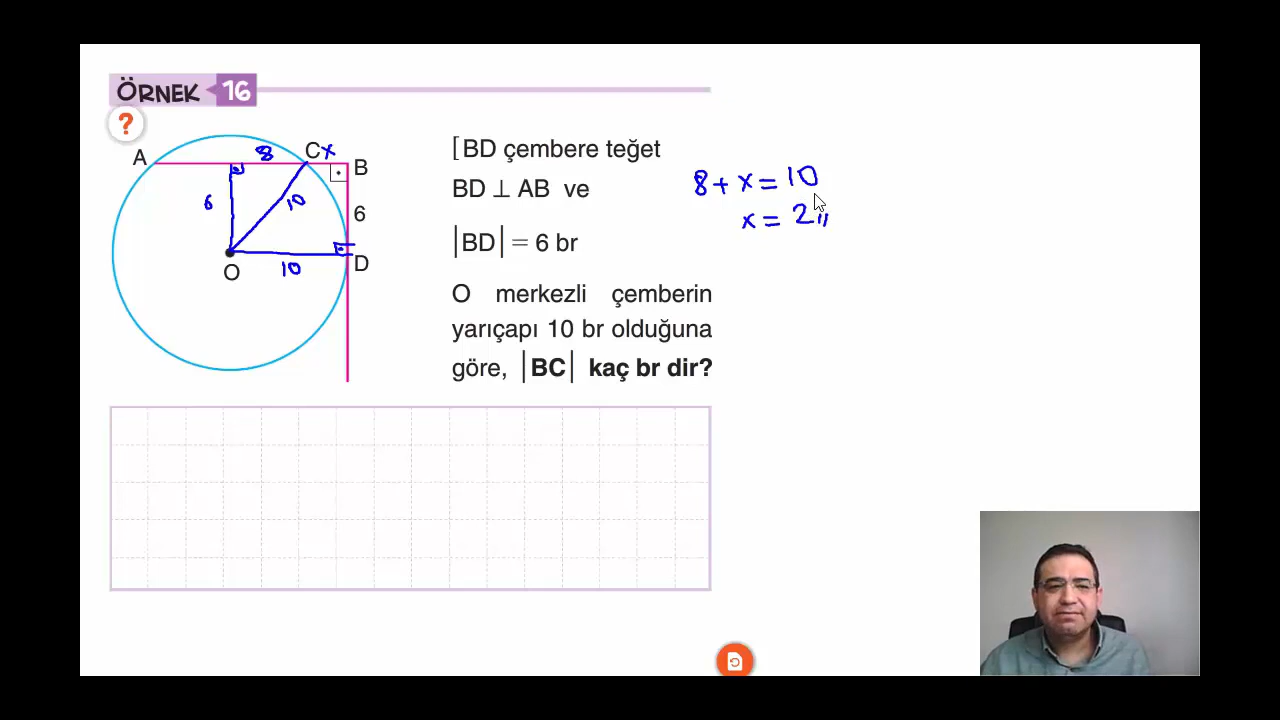 ÖRNEK 16
?
A 8 C x B
6 10 6
O 10 D
[BD çembere teğet
BD ⊥ AB ve
|BD| = 6 br
O merkezli çemberin
yarıçapı 10 br olduğuna
göre, |BC| kaç br dir?
8 + x = 10
x = 2